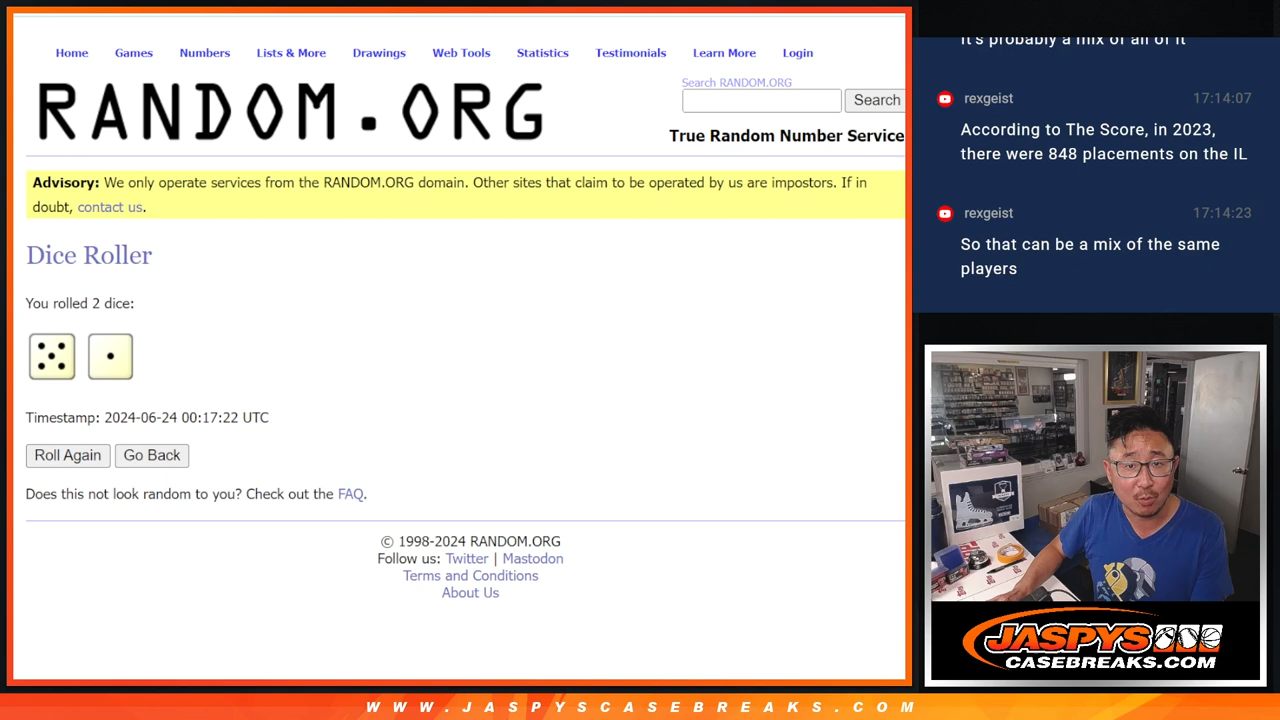 Home Games Numbers Lists & More Drawings Web Tools Statistics Testimonials Learn More Login
Search RANDOM.ORG
RANDOM.ORG
Search
True Random Number Service
Advisory: We only operate services from the RANDOM.ORG domain. Other sites that claim to be operated by us are impostors. If in
doubt, contact us.
Dice Roller
You rolled 2 dice:
Timestamp: 2024-06-24 00:17:22 UTC
Roll Again Go Back
Does this not look random to you? Check out the FAQ.
© 1998-2024 RANDOM.ORG
Follow us: Twitter | Mastodon
Terms and Conditions
About Us
it's probably a mix of all of it
rexgeist 17:14:07
According to The Score, in 2023,
there were 848 placements on the IL
rexgeist 17:14:23
So that can be a mix of the same
players
JASPYS
CASEBREAKS.COM
WWW.JASPYSCASEBREAKS.COM